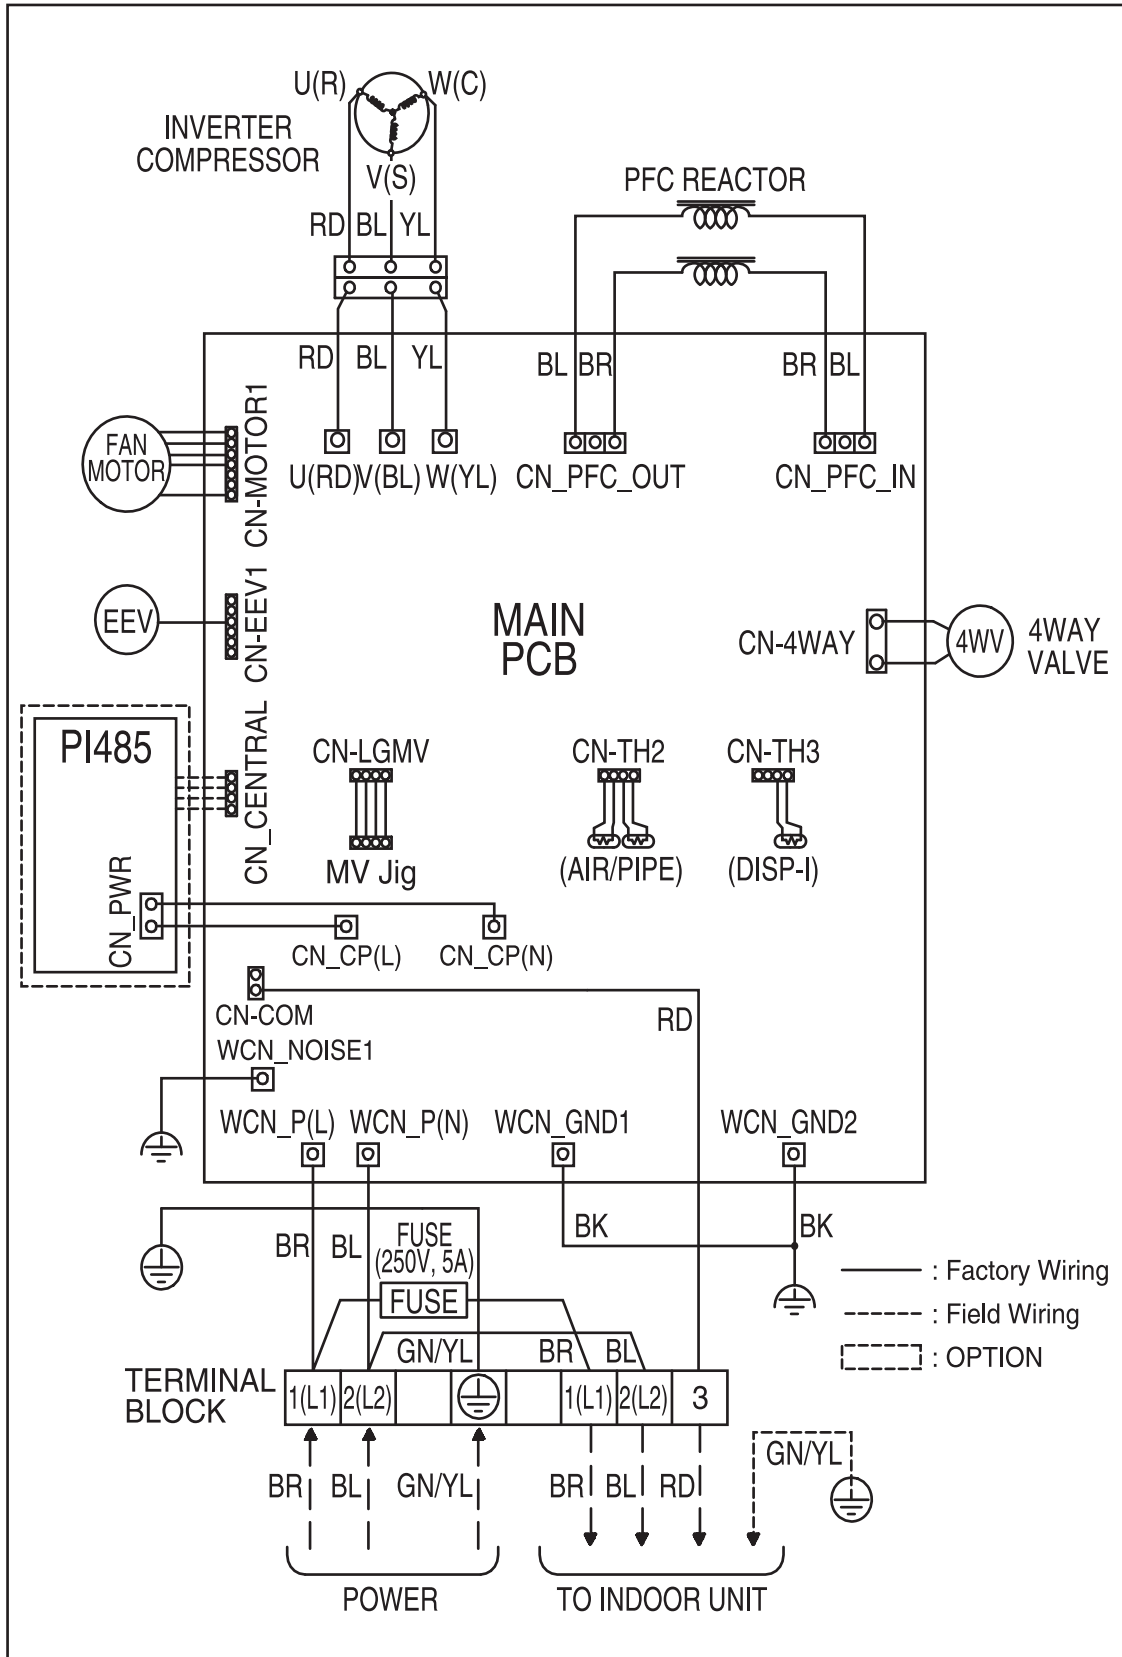 U(R)
W(C)
INVERTER
COMPRESSOR
V(S)
PFC REACTOR
RD BL YL
RD BL YL
BL BR
BR BL
FAN
MOTOR
CN-MOTOR1
U(RD) V(BL) W(YL)
CN_PFC_OUT
CN_PFC_IN
EEV
CN-EEV1
MAIN
PCB
CN-4WAY
4WV
4WAY
VALVE
PI485
CN_CENTRAL
CN-LGMV
CN-TH2
CN-TH3
MV Jig
(AIR/PIPE)
(DISP-I)
CN_PWR
CN_CP(L)
CN_CP(N)
CN-COM
RD
WCN_NOISE1
WCN_P(L)
WCN_P(N)
WCN_GND1
WCN_GND2
BR
BL
FUSE
(250V, 5A)
BK
BK
FUSE
: Factory Wiring
: Field Wiring
: OPTION
GN/YL
BR
BL
TERMINAL
BLOCK
1(L1)
2(L2)
1(L1)
2(L2)
3
BR
BL
GN/YL
BR
BL
RD
GN/YL
POWER
TO INDOOR UNIT